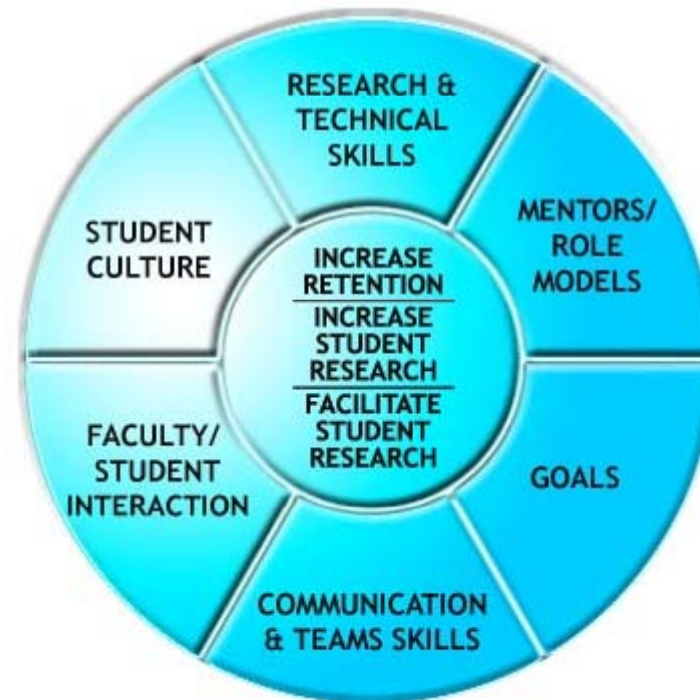 RESEARCH &
TECHNICAL
SKILLS
MENTORS/
ROLE
MODELS
GOALS
COMMUNICATION
& TEAMS SKILLS
FACULTY/
STUDENT
INTERACTION
STUDENT
CULTURE
INCREASE
RETENTION
INCREASE
STUDENT
RESEARCH
FACILITATE
STUDENT
RESEARCH